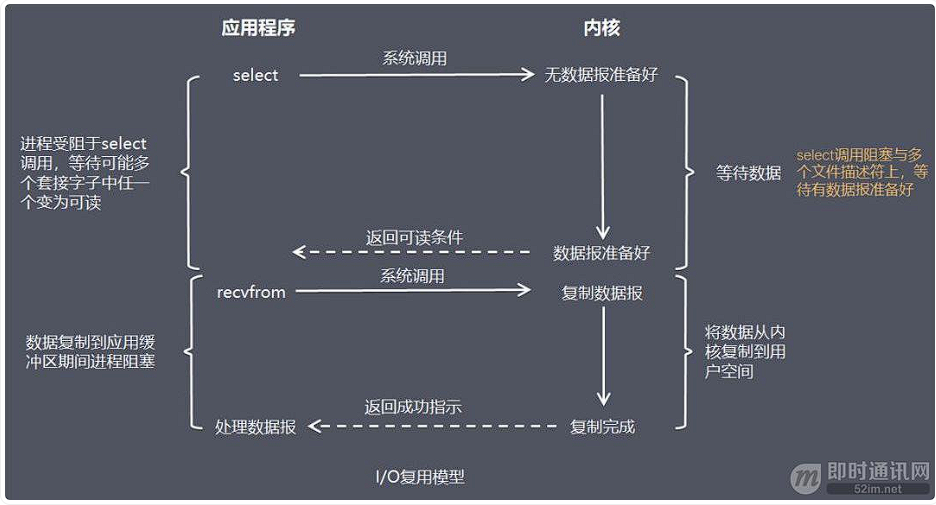 应用程序
内核
系统调用
select
无数据报准备好
进程受阻于select
调用，等待可能多
个套接字子中任一
个变为可读
等待数据
select调用阻塞与多
个文件描述符上，等
待有数据报准备好
返回可读条件
数据报准备好
系统调用
recvfrom
复制数据报
数据复制到应用缓
冲区期间进程阻塞
将数据从内
核复制到用
户空间
返回成功指示
处理数据报
复制完成
I/O复用模型
即时通讯网
52im.net